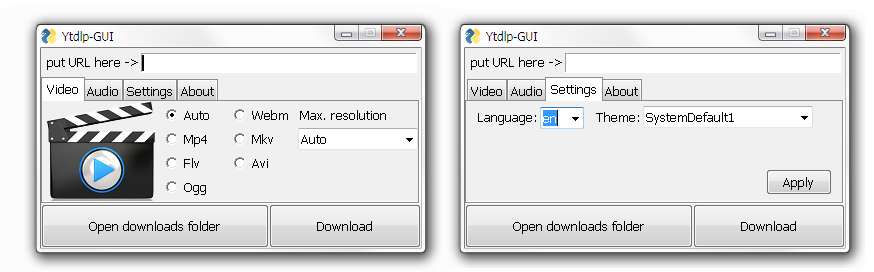 Ytdlp-GUI
put URL here ->
Video Audio Settings About
Auto Webm Max. resolution
Mp4 Mkv Auto
Flv Avi
Ogg
Open downloads folder Download
Ytdlp-GUI
put URL here ->
Video Audio Settings About
Language: en Theme: SystemDefault1
Apply
Open downloads folder Download